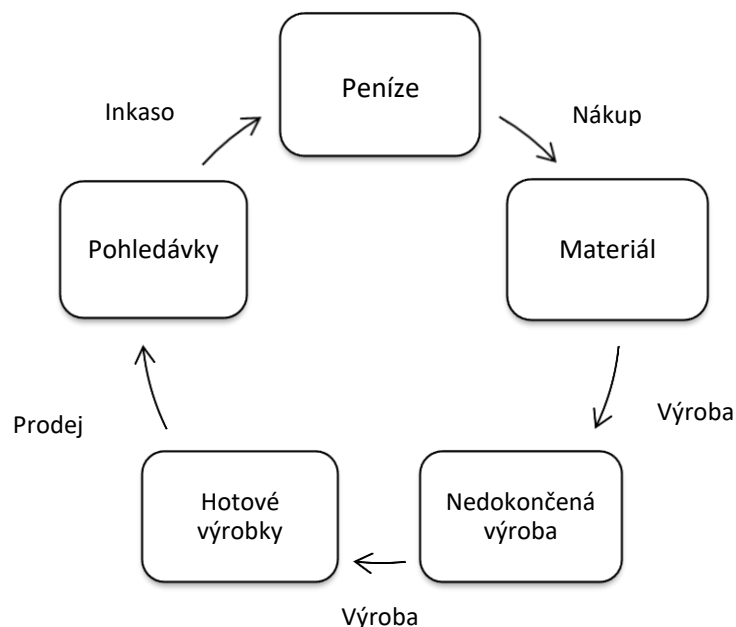 Peníze
Inkaso
Nákup
Pohledávky
Materiál
Prodej
Výroba
Hotové
výrobky
Nedokončená
výroba
Výroba